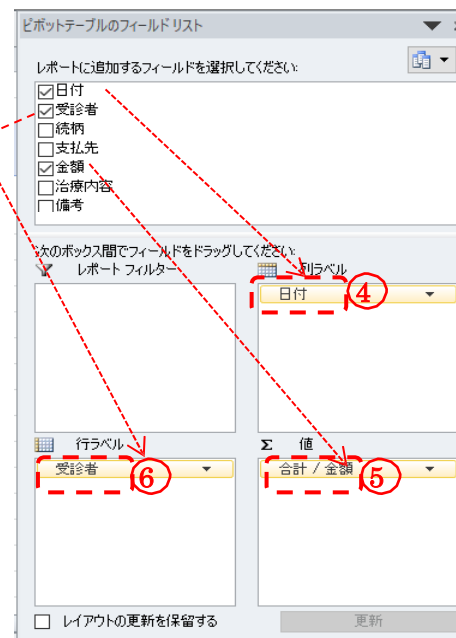 ピボットテーブルのフィールド リスト
レポートに追加するフィールドを選択してください:
日付
受診者
続柄
支払先
金額
治療内容
備考
次のボックス間でフィールドをドラッグしてください:
レポート フィルター
列ラベル
日付 ④
行ラベル
Σ 値
受診者 ⑥
合計 / 金額 ⑤
レイアウトの更新を保留する
更新